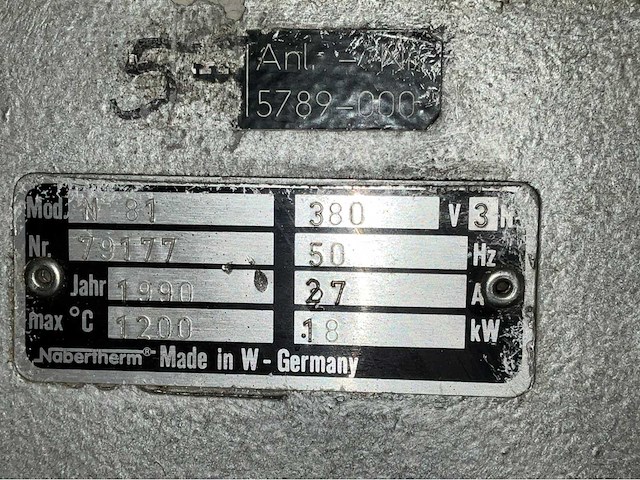 Anl.
5789-000
Mod. N 81 380 V 3
Nr. 79177 50 Hz
Jahr 1990 27 A
max °C 1200 18 kW
Nabertherm® Made in W-Germany